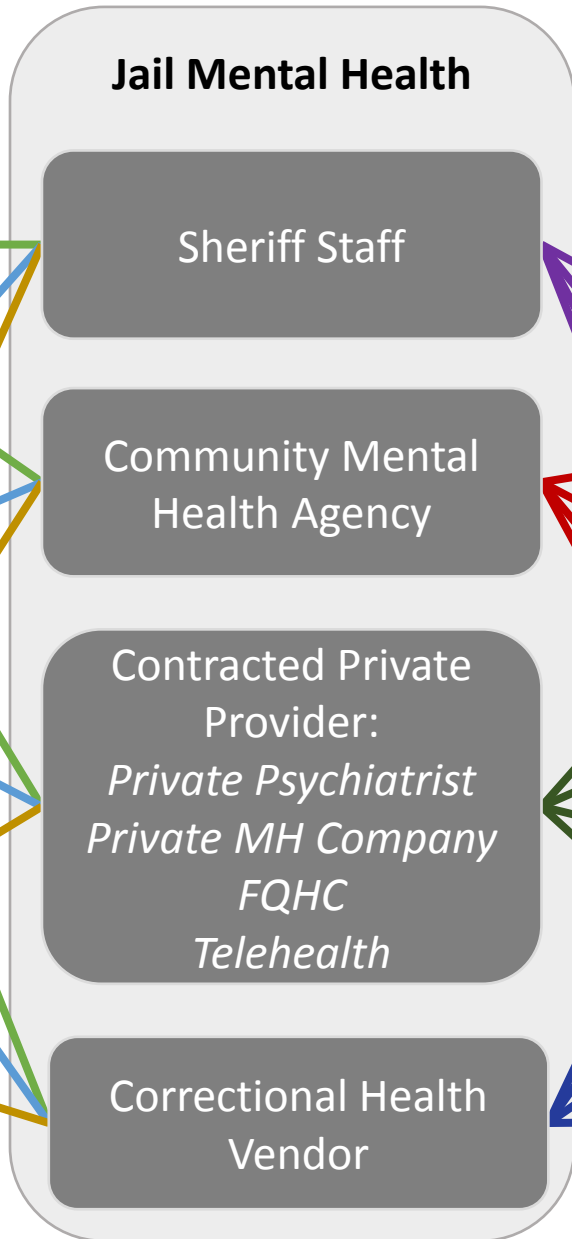 Jail Mental Health
Sheriff Staff
Community Mental
Health Agency
Contracted Private
Provider:
Private Psychiatrist
Private MH Company
FQHC
Telehealth
Correctional Health
Vendor